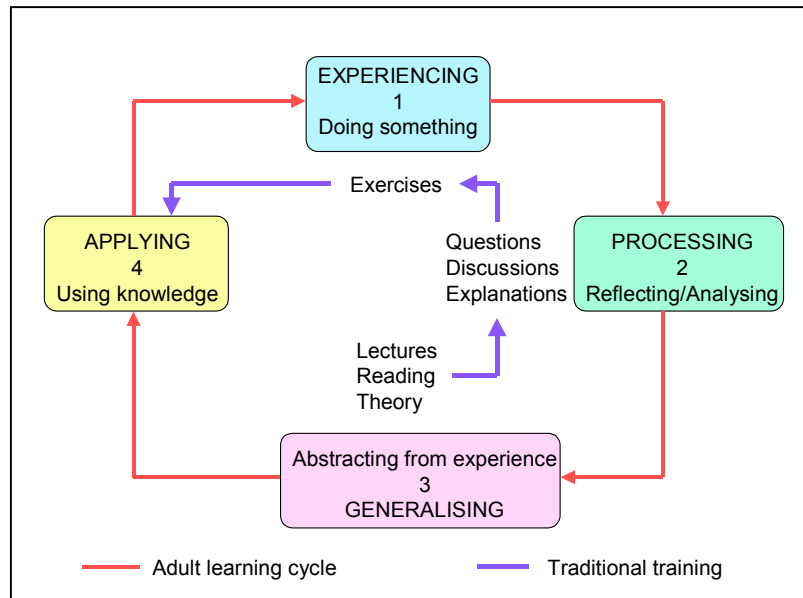 EXPERIENCING
1
Doing something
Exercises
APPLYING
4
Using knowledge
Questions
Discussions
Explanations
PROCESSING
2
Reflecting/Analysing
Lectures
Reading
Theory
Abstracting from experience
3
GENERALISING
Adult learning cycle
Traditional training